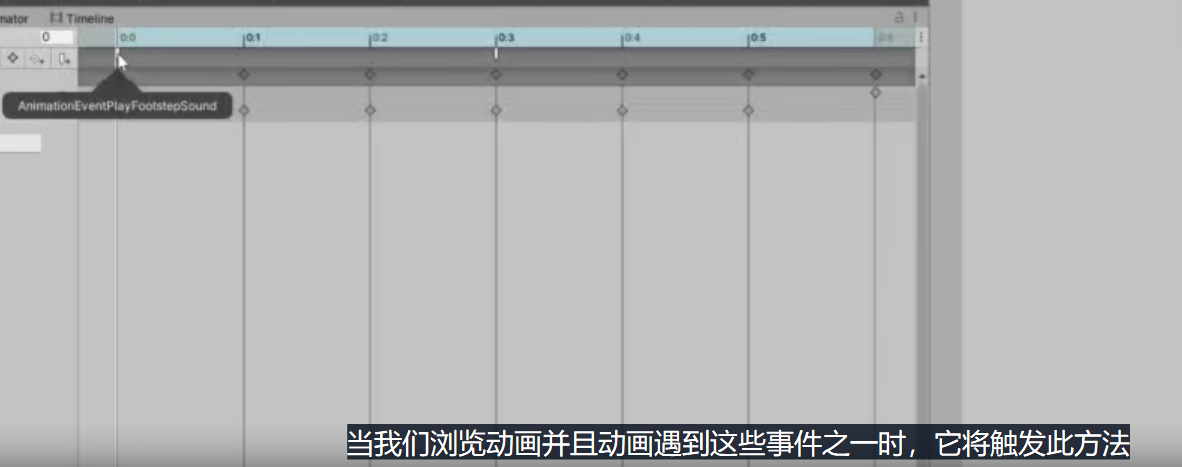 mator Timeline
0 0:0 0:1 0:2 0:3 0:4 0:5
AnimationEventPlayFootstepSound
当我们浏览动画并且动画遇到这些事件之一时，它将触发此方法